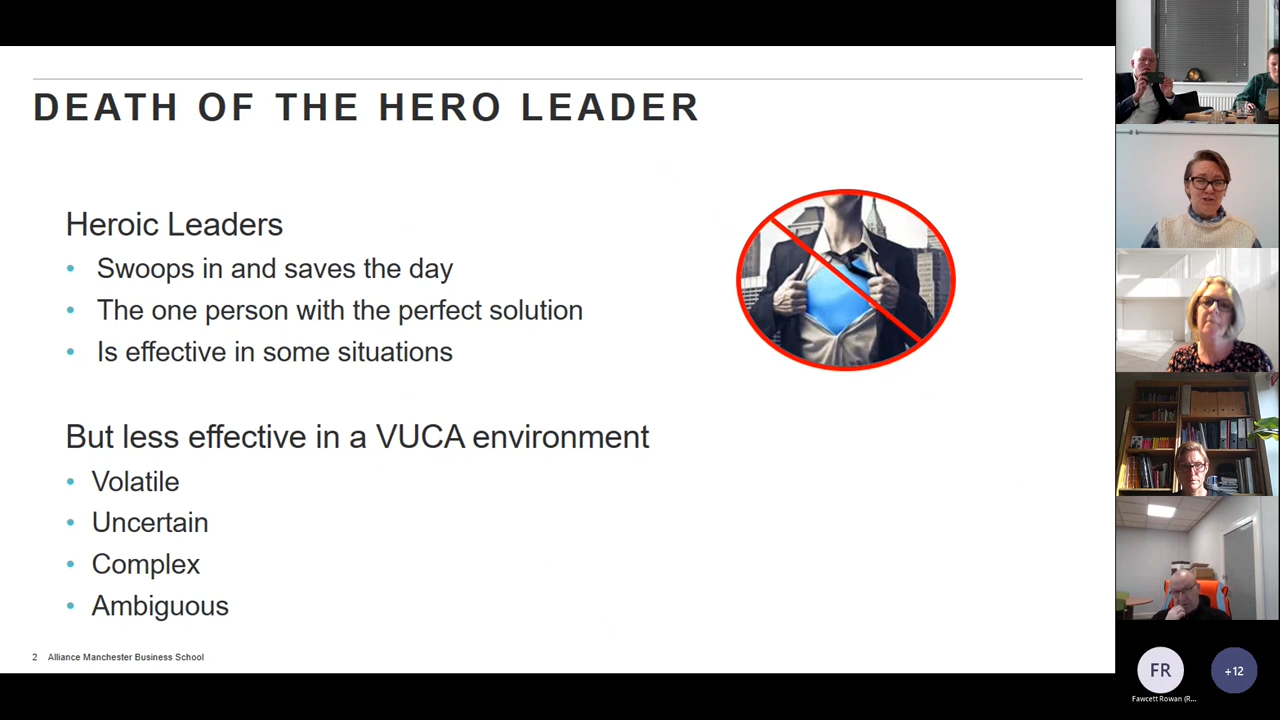 DEATH OF THE HERO LEADER
Heroic Leaders
• Swoops in and saves the day
• The one person with the perfect solution
• Is effective in some situations
But less effective in a VUCA environment
• Volatile
• Uncertain
• Complex
• Ambiguous
2 Alliance Manchester Business School
FR
+12
Fawcett Rowan (R...